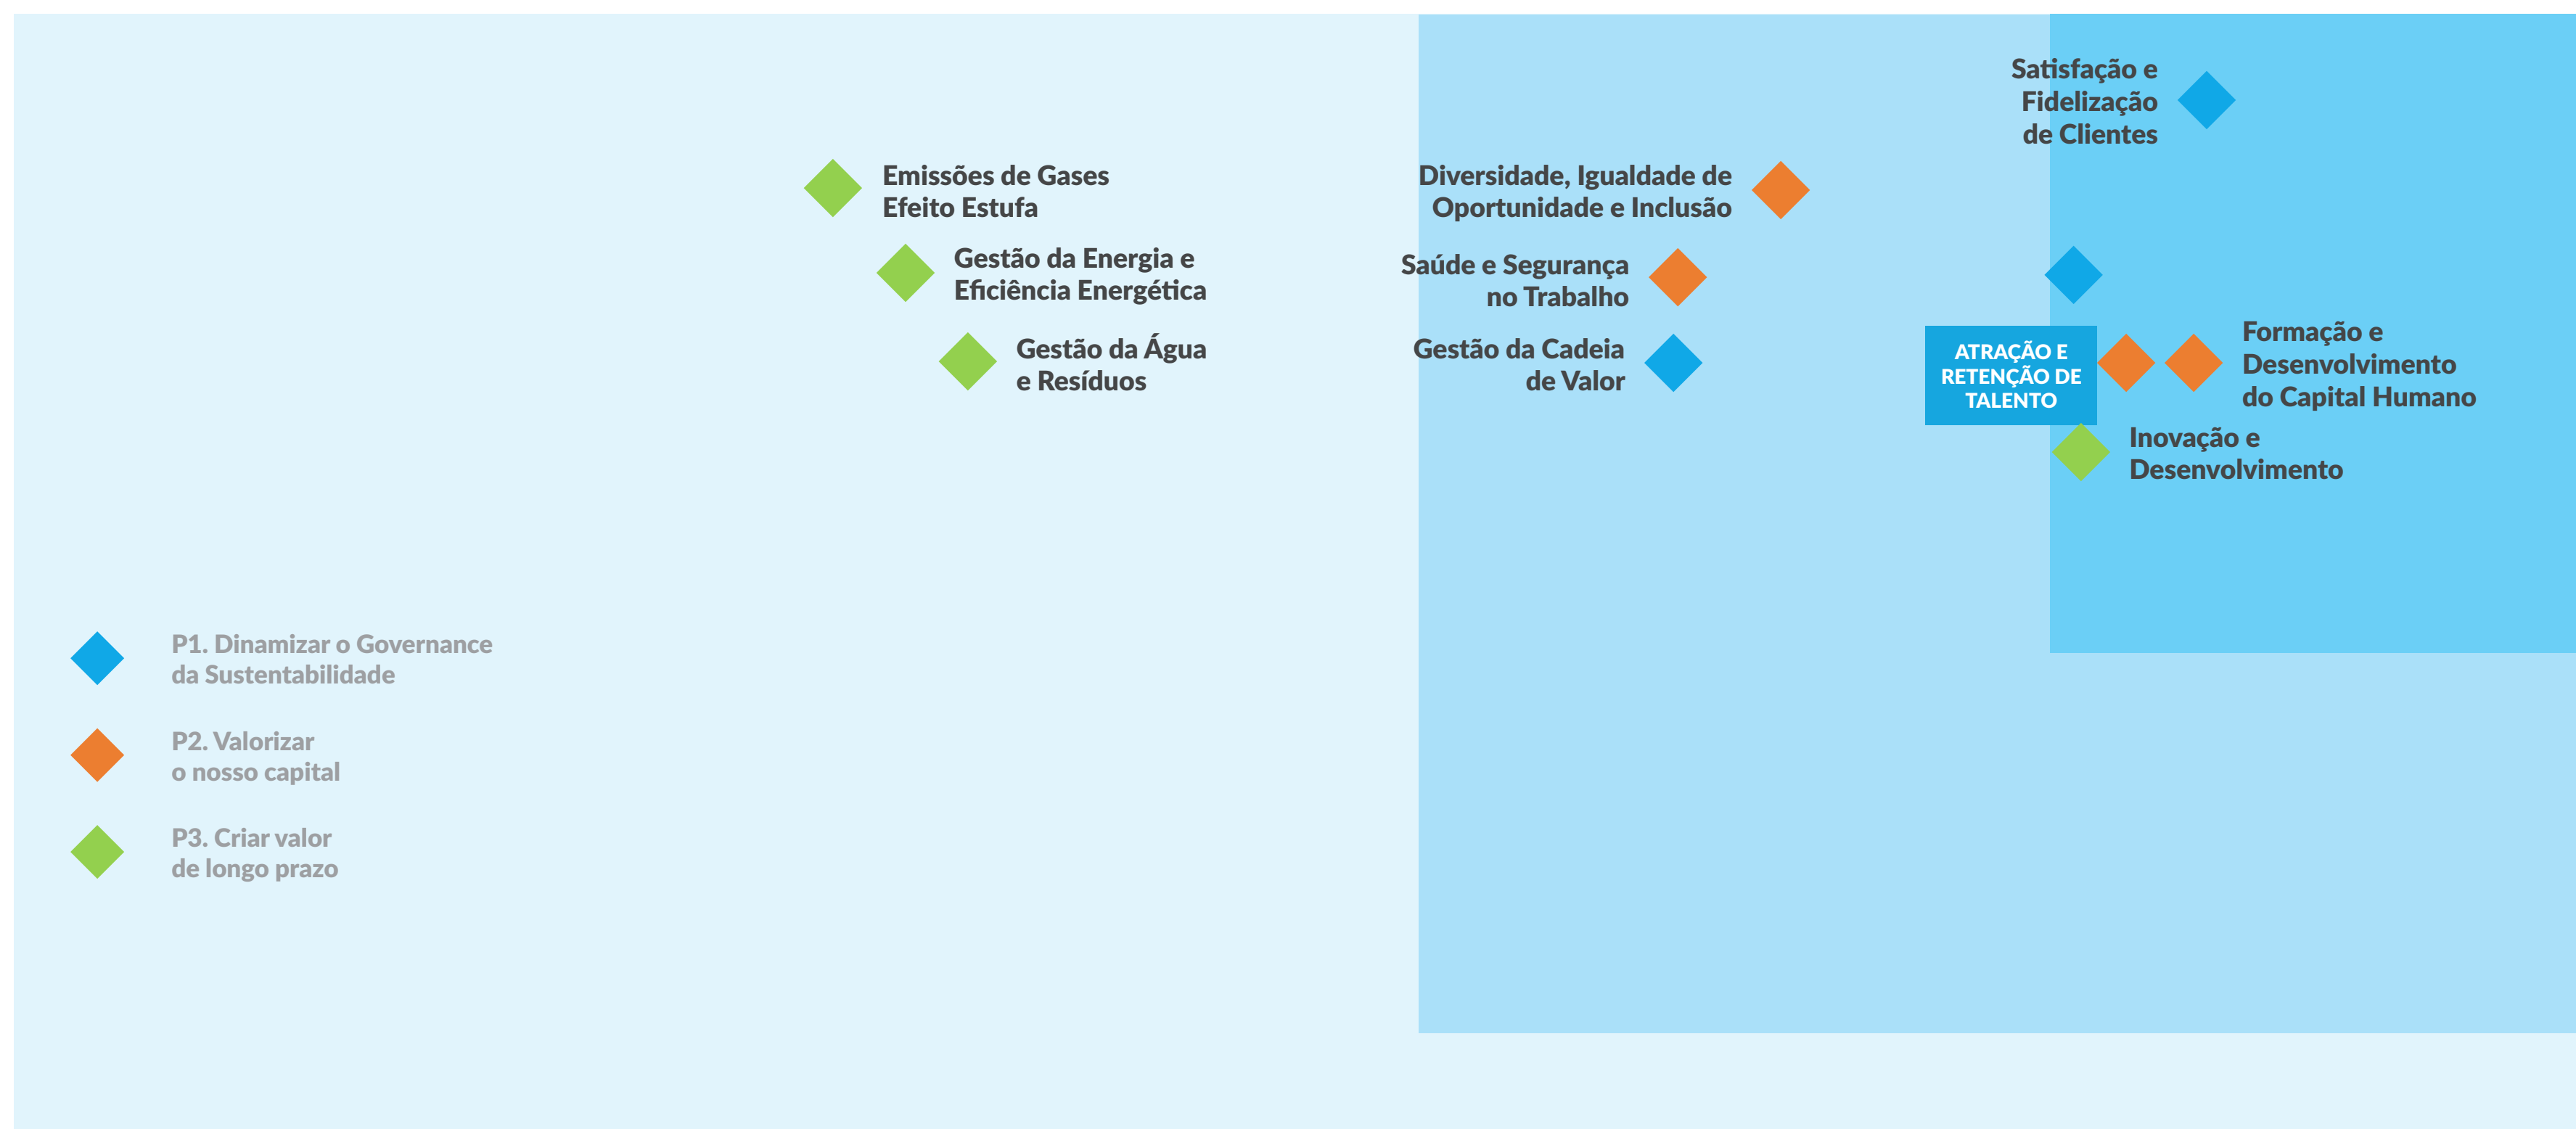 Satisfação e
Fidelização
de Clientes
Emissões de Gases
Efeito Estufa
Diversidade, Igualdade de
Oportunidade e Inclusão
Gestão da Energia e
Eficiência Energética
Saúde e Segurança
no Trabalho
Gestão da Água
e Resíduos
Gestão da Cadeia
de Valor
ATRAÇÃO E
RETENÇÃO DE
TALENTO
Formação e
Desenvolvimento
do Capital Humano
Inovação e
Desenvolvimento
P1. Dinamizar o Governance
da Sustentabilidade
P2. Valorizar
o nosso capital
P3. Criar valor
de longo prazo